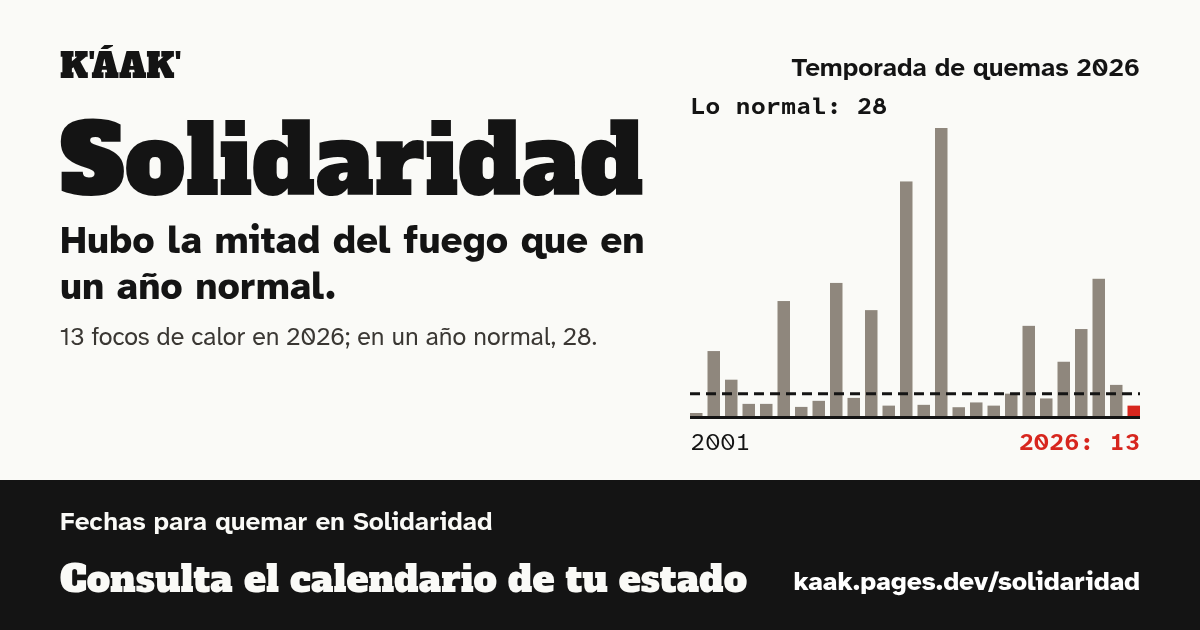 K'ÁAK'
Solidaridad
Hubo la mitad del fuego que en
un año normal.
13 focos de calor en 2026; en un año normal, 28.
Temporada de quemas 2026
Lo normal: 28
2001
2026: 13
Fechas para quemar en Solidaridad
Consulta el calendario de tu estado
kaak.pages.dev/solidaridad